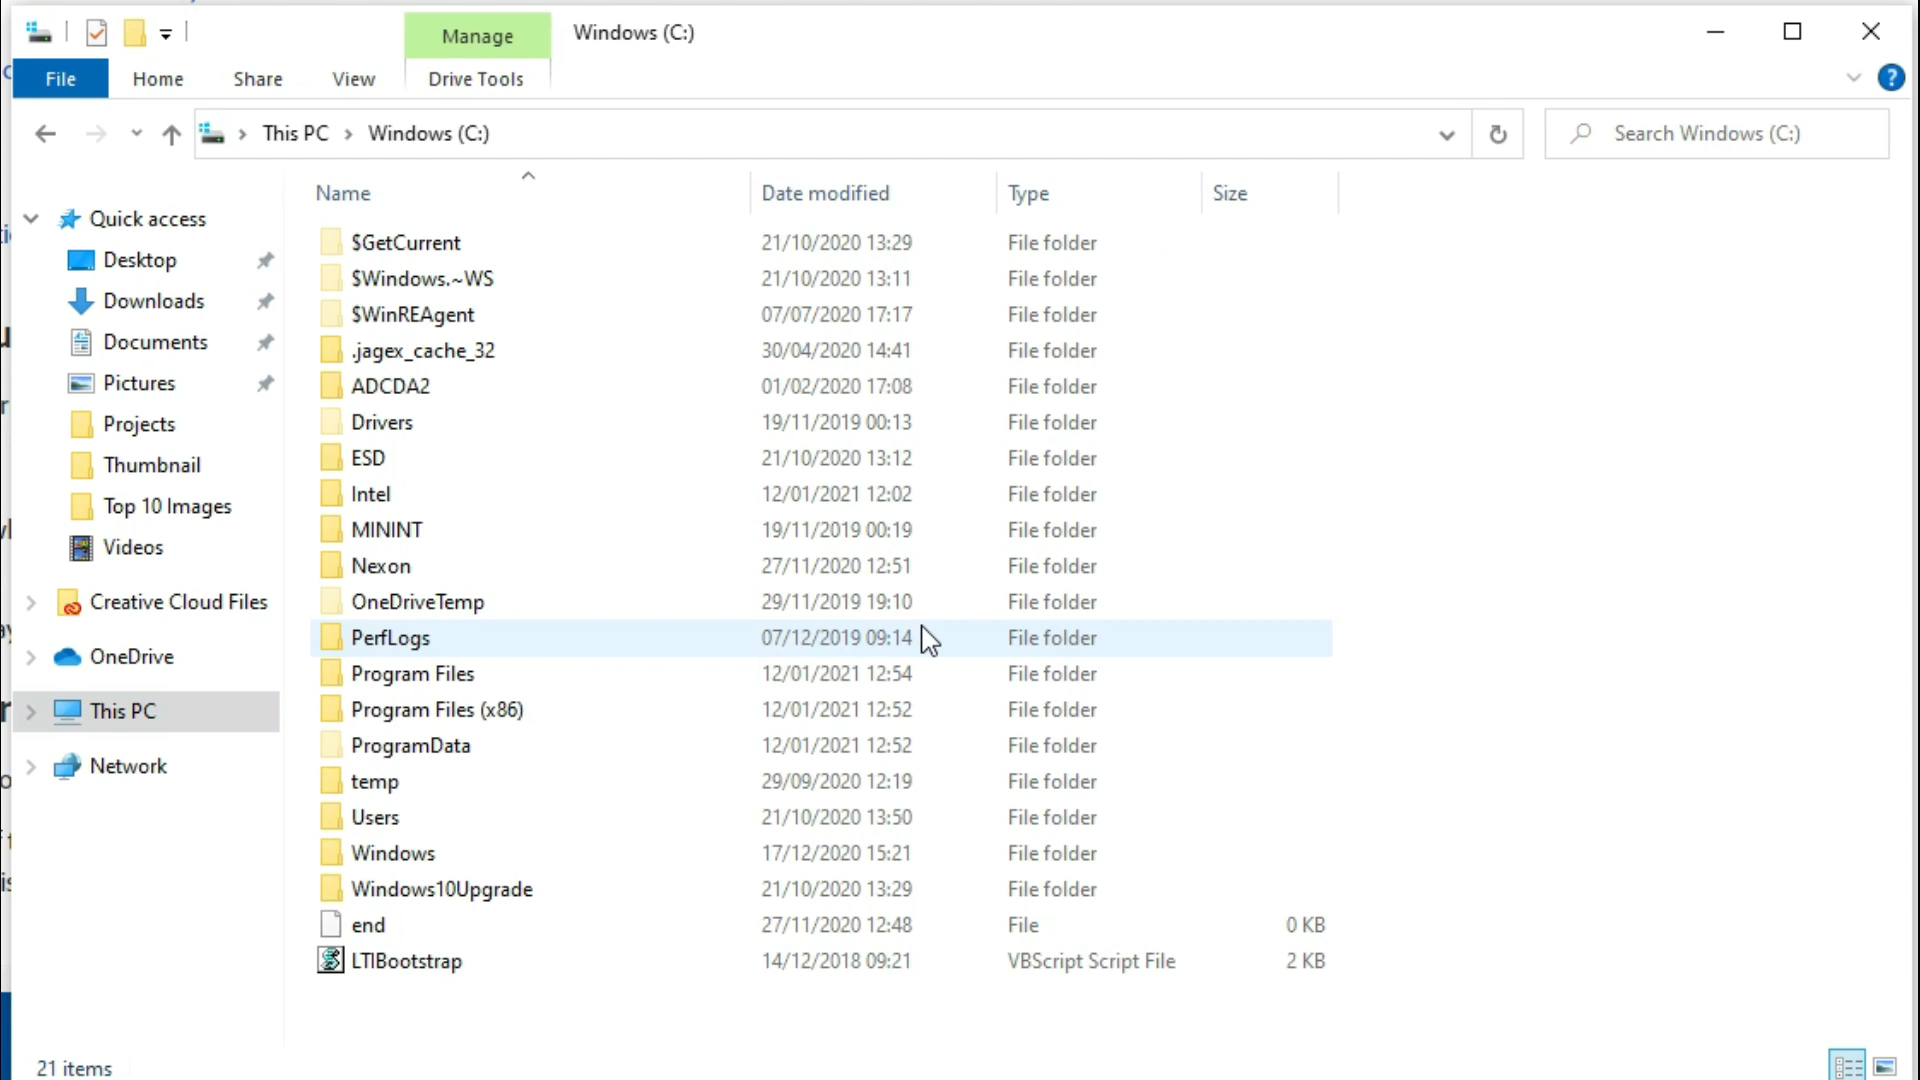 Manage
Windows (C:)
File
Home
Share
View
Drive Tools
?
This PC
Windows (C:)
Search Windows (C:)
Name
Date modified
Type
Size
Quick access
Desktop
Downloads
Documents
Pictures
Projects
Thumbnail
Top 10 Images
Videos
Creative Cloud Files
OneDrive
This PC
Network
$GetCurrent 21/10/2020 13:29 File folder
$Windows.~WS 21/10/2020 13:11 File folder
$WinREAgent 07/07/2020 17:17 File folder
.jagex_cache_32 30/04/2020 14:41 File folder
ADCDA2 01/02/2020 17:08 File folder
Drivers 19/11/2019 00:13 File folder
ESD 21/10/2020 13:12 File folder
Intel 12/01/2021 12:02 File folder
MININT 19/11/2019 00:19 File folder
Nexon 27/11/2020 12:51 File folder
OneDriveTemp 29/11/2019 19:10 File folder
PerfLogs 07/12/2019 09:14 File folder
Program Files 12/01/2021 12:54 File folder
Program Files (x86) 12/01/2021 12:52 File folder
ProgramData 12/01/2021 12:52 File folder
temp 29/09/2020 12:19 File folder
Users 21/10/2020 13:50 File folder
Windows 17/12/2020 15:21 File folder
Windows10Upgrade 21/10/2020 13:29 File folder
end 27/11/2020 12:48 File 0 KB
LTIBootstrap 14/12/2018 09:21 VBScript Script File 2 KB
21 items